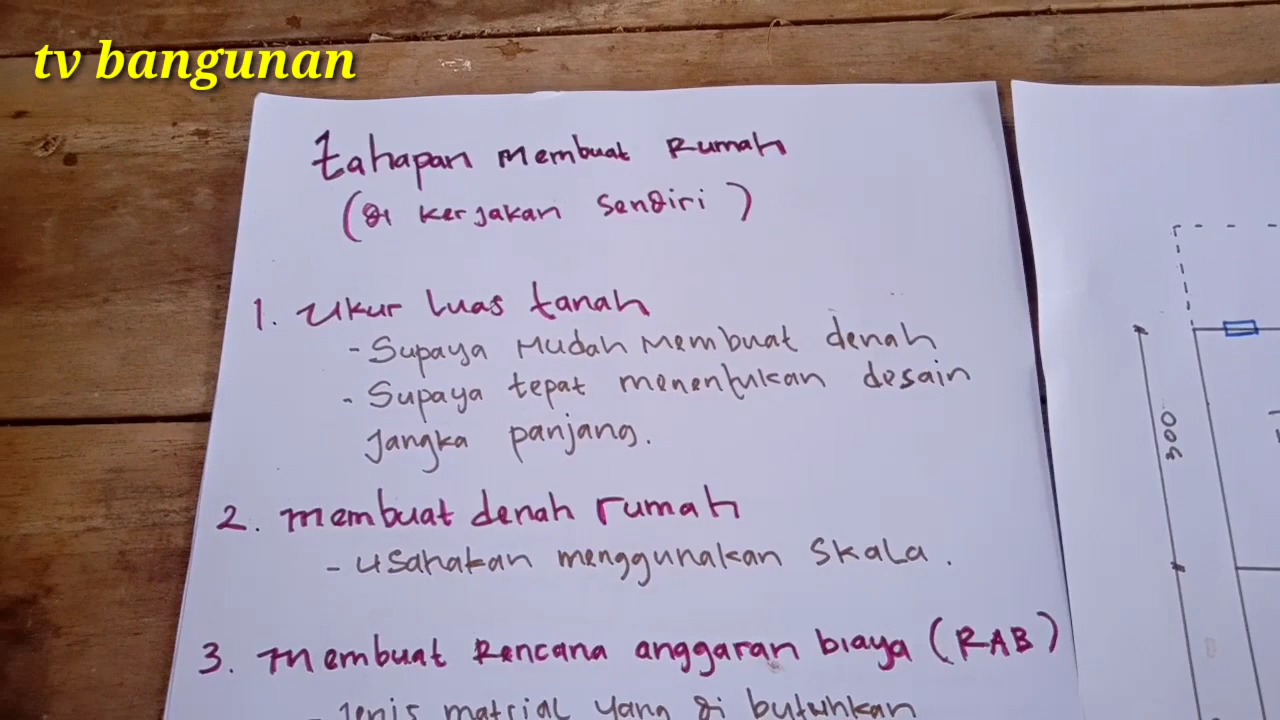 tv bangunan
tahapan membuat Rumah
(di kerjakan sendiri)
1. Ukur luas tanah
- Supaya mudah membuat denah
- Supaya tepat menentukan desain
jangka panjang.
2. membuat denah rumah
- usahakan menggunakan skala.
3. membuat Rencana anggaran biaya (RAB)
- jenis matrial yang di butuhkan
300